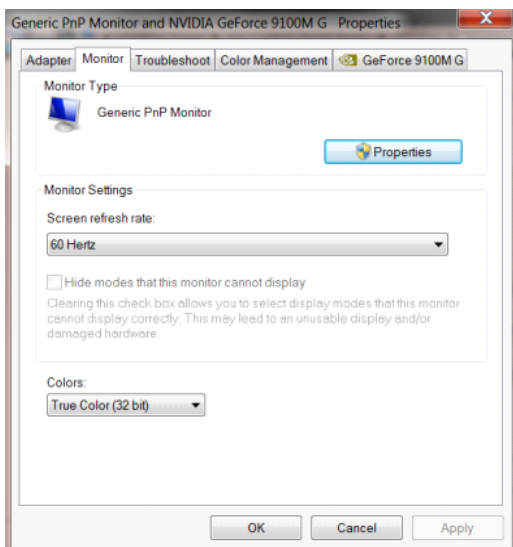 Generic PnP Monitor and NVIDIA GeForce 9100M G Properties
Adapter Monitor Troubleshoot Color Management GeForce 9100M G
Monitor Type
Generic PnP Monitor
Properties
Monitor Settings
Screen refresh rate:
60 Hertz
Hide modes that this monitor cannot display
Clearing this check box allows you to select display modes that this monitor
cannot display correctly. This may lead to an unusable display and/or
damaged hardware.
Colors:
True Color (32 bit)
OK Cancel Apply